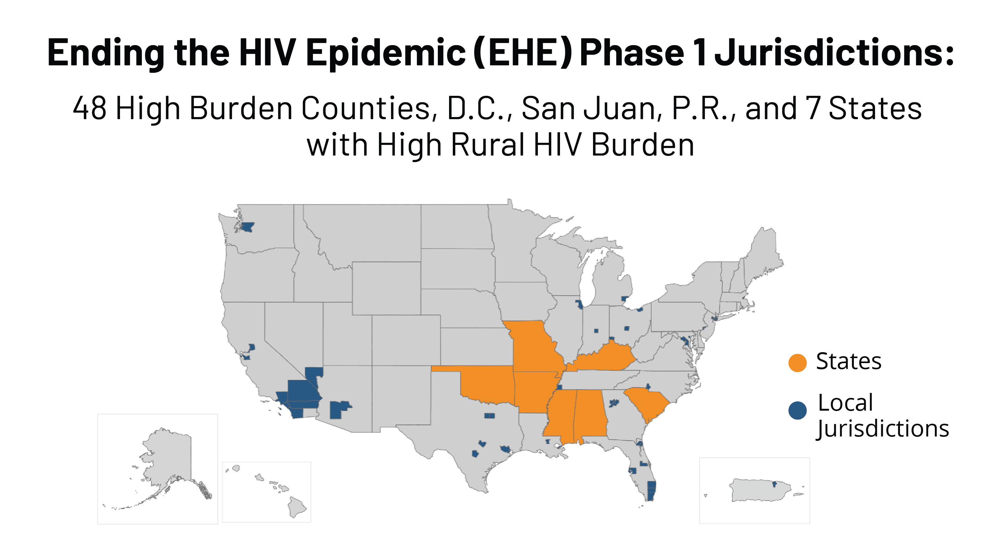 Ending the HIV Epidemic (EHE) Phase 1 Jurisdictions:
48 High Burden Counties, D.C., San Juan, P.R., and 7 States
with High Rural HIV Burden
States
Local
Jurisdictions